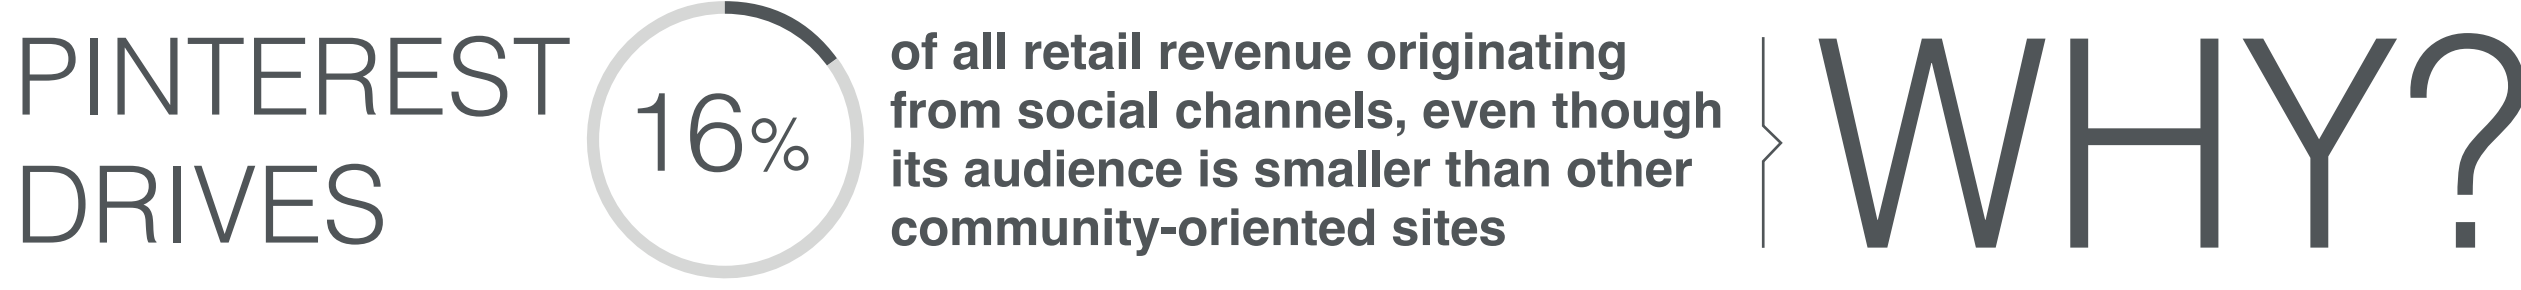 PINTEREST
DRIVES
16%
of all retail revenue originating
from social channels, even though
its audience is smaller than other
community-oriented sites
WHY?